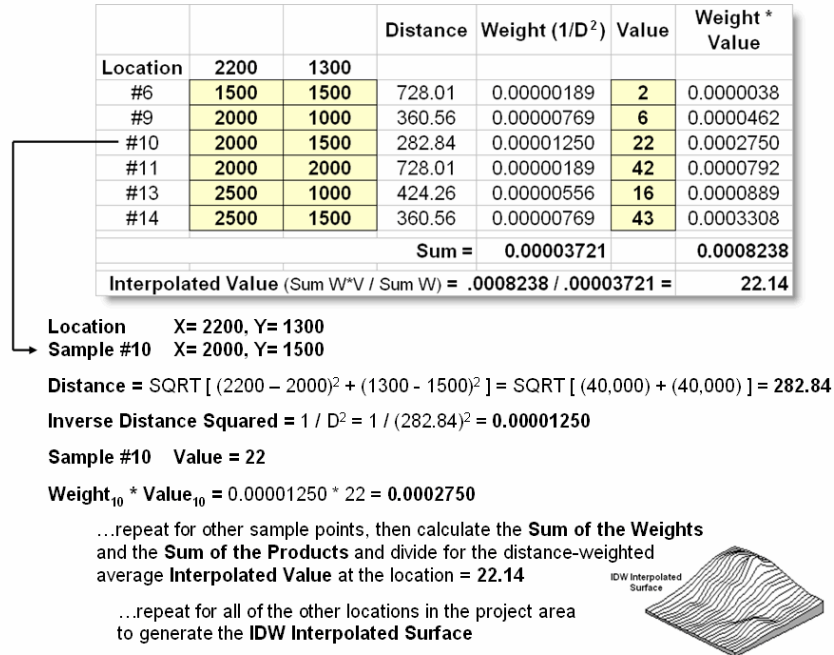 Distance Weight (1/D²) Value Weight * Value
Location 2200 1300
#6 1500 1500 728.01 0.00000189 2 0.0000038
#9 2000 1000 360.56 0.00000769 6 0.0000462
#10 2000 1500 282.84 0.00001250 22 0.0002750
#11 2000 2000 728.01 0.00000189 42 0.0000792
#13 2500 1000 424.26 0.00000556 16 0.0000889
#14 2500 1500 360.56 0.00000769 43 0.0003308
Sum = 0.00003721 0.0008238
Interpolated Value (Sum W*V / Sum W) = .0008238 / .00003721 = 22.14
Location X= 2200, Y= 1300
Sample #10 X= 2000, Y= 1500
Distance = SQRT [ (2200 – 2000)² + (1300 - 1500)² ] = SQRT [ (40,000) + (40,000) ] = 282.84
Inverse Distance Squared = 1 / D² = 1 / (282.84)² = 0.00001250
Sample #10 Value = 22
Weight₁₀ * Value₁₀ = 0.00001250 * 22 = 0.0002750
…repeat for other sample points, then calculate the Sum of the Weights
and the Sum of the Products and divide for the distance-weighted
average Interpolated Value at the location = 22.14
IDW Interpolated
Surface
…repeat for all of the other locations in the project area
to generate the IDW Interpolated Surface